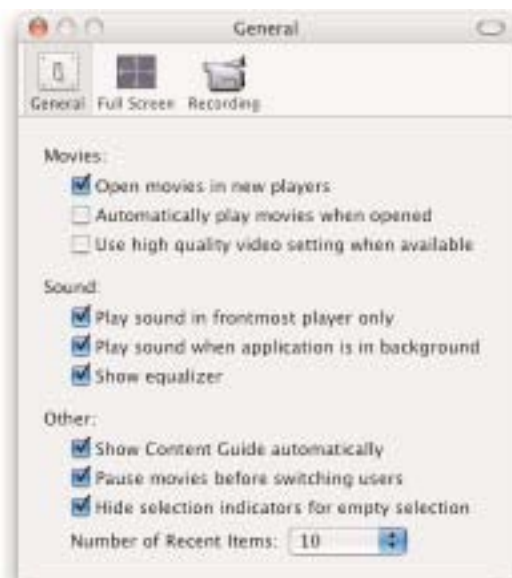 General
General Full Screen Recording
Movies:
Open movies in new players
Automatically play movies when opened
Use high quality video setting when available
Sound:
Play sound in frontmost player only
Play sound when application is in background
Show equalizer
Other:
Show Content Guide automatically
Pause movies before switching users
Hide selection indicators for empty selection
Number of Recent Items: 10